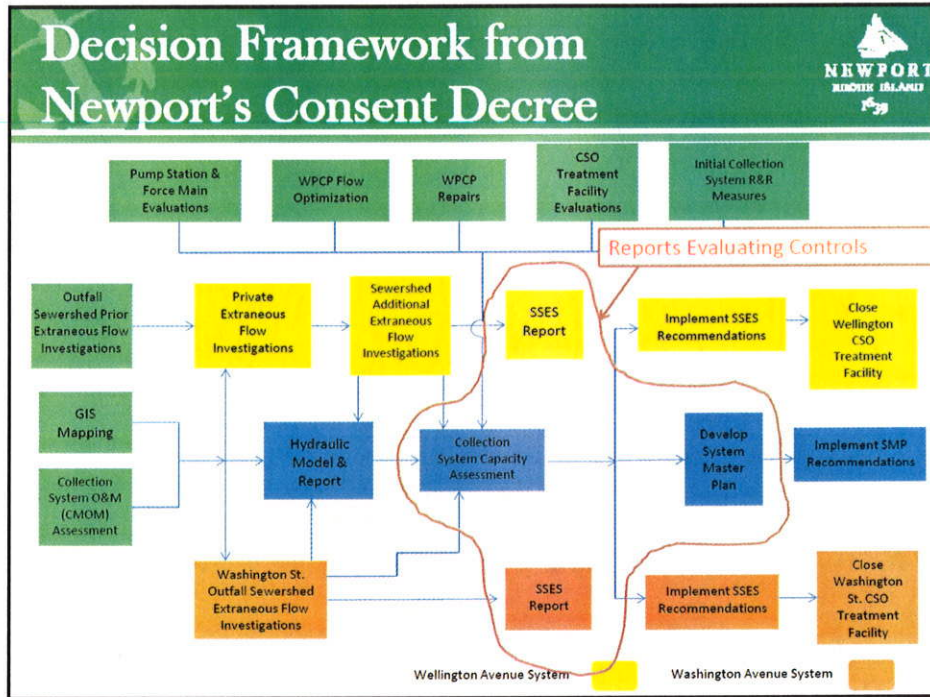 Decision Framework from
Newport's Consent Decree
NEWPORT
RHODE ISLAND
1639
Pump Station &
Force Main
Evaluations
WPCP Flow
Optimization
WPCP
Repairs
CSO
Treatment
Facility
Evaluations
Initial Collection
System R&R
Measures
Reports Evaluating Controls
Outfall
Sewershed Prior
Extraneous Flow
Investigations
Private
Extraneous
Flow
Investigations
Sewershed
Additional
Extraneous
Flow
Investigations
SSES
Report
Implement SSES
Recommendations
Close
Wellington
CSO
Treatment
Facility
GIS
Mapping
Collection
System O&M
(CMOM)
Assessment
Hydraulic
Model &
Report
Collection
System Capacity
Assessment
Develop
System
Master
Plan
Implement SMP
Recommendations
Washington St.
Outfall Sewershed
Extraneous Flow
Investigations
SSES
Report
Implement SSES
Recommendations
Close
Washington
St. CSO
Treatment
Facility
Wellington Avenue System
Washington Avenue System